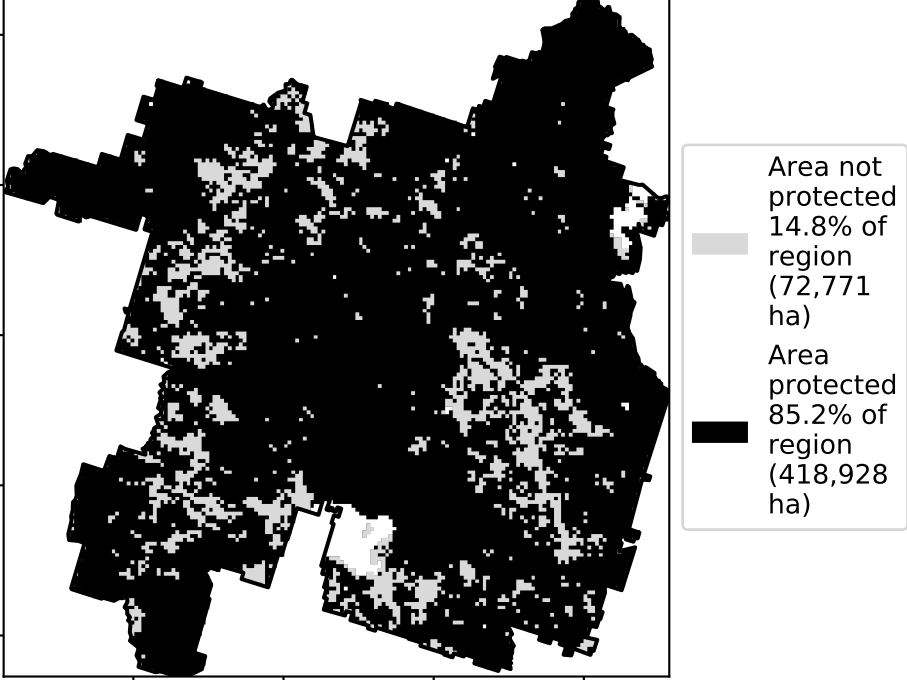 Area not
protected
14.8% of
region
(72,771
ha)
Area
protected
85.2% of
region
(418,928
ha)